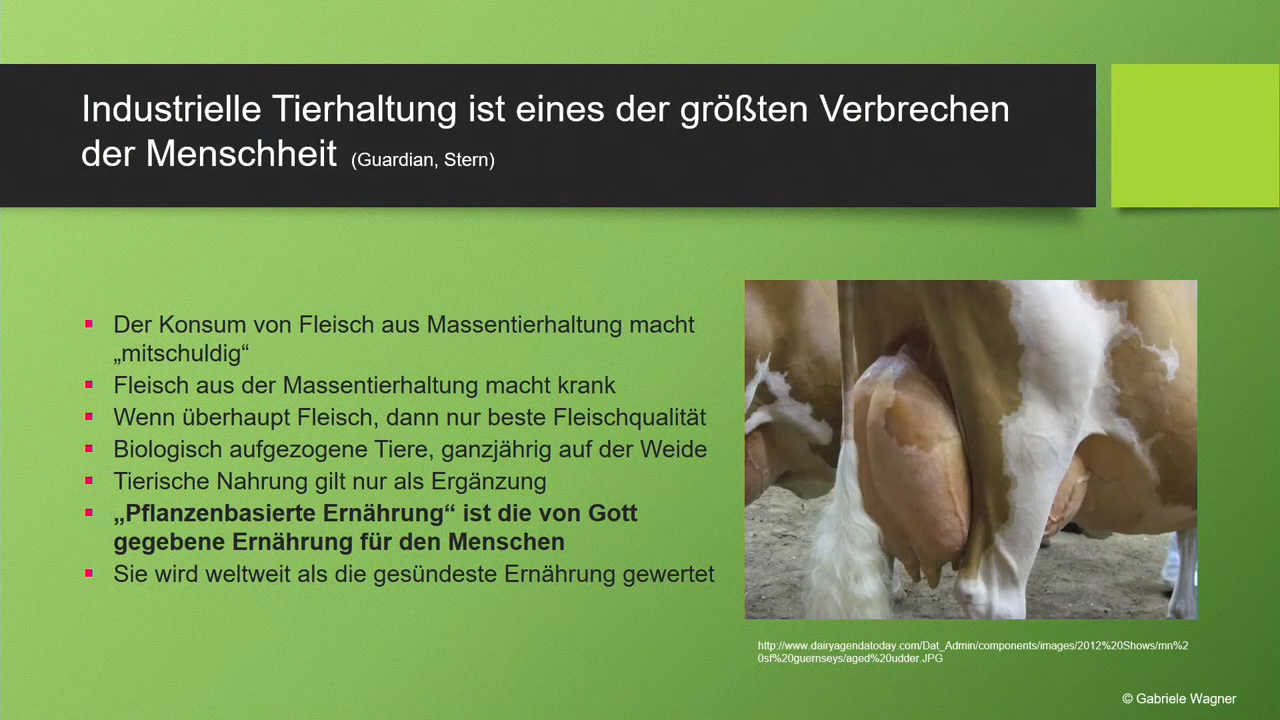 Industrielle Tierhaltung ist eines der größten Verbrechen
der Menschheit (Guardian, Stern)
▪ Der Konsum von Fleisch aus Massentierhaltung macht
„mitschuldig“
▪ Fleisch aus der Massentierhaltung macht krank
▪ Wenn überhaupt Fleisch, dann nur beste Fleischqualität
▪ Biologisch aufgezogene Tiere, ganzjährig auf der Weide
▪ Tierische Nahrung gilt nur als Ergänzung
▪ „Pflanzenbasierte Ernährung“ ist die von Gott
gegebene Ernährung für den Menschen
▪ Sie wird weltweit als die gesündeste Ernährung gewertet
http://www.dairyagendatoday.com/Dat_Admin/components/images/2012%20Shows/mn%2
0sf%20guernseys/aged%20udder.JPG
© Gabriele Wagner